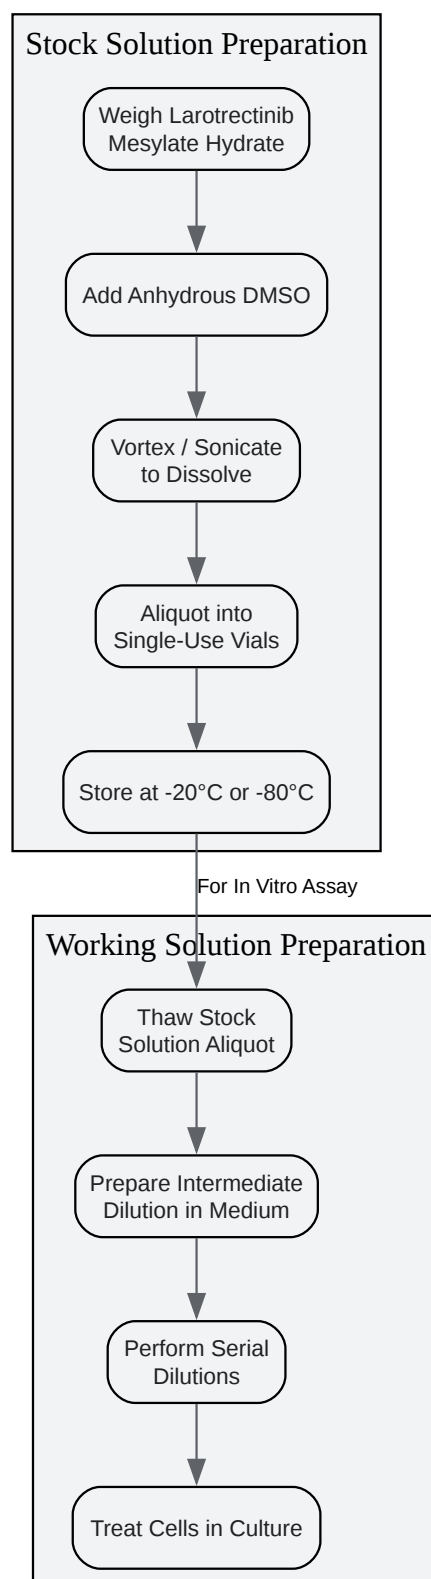 Stock Solution Preparation
Weigh Larotrectinib
Mesylate Hydrate
Add Anhydrous DMSO
Vortex / Sonicate
to Dissolve
Aliquot into
Single-Use Vials
Store at -20°C or -80°C
For In Vitro Assay
Working Solution Preparation
Thaw Stock
Solution Aliquot
Prepare Intermediate
Dilution in Medium
Perform Serial
Dilutions
Treat Cells in Culture